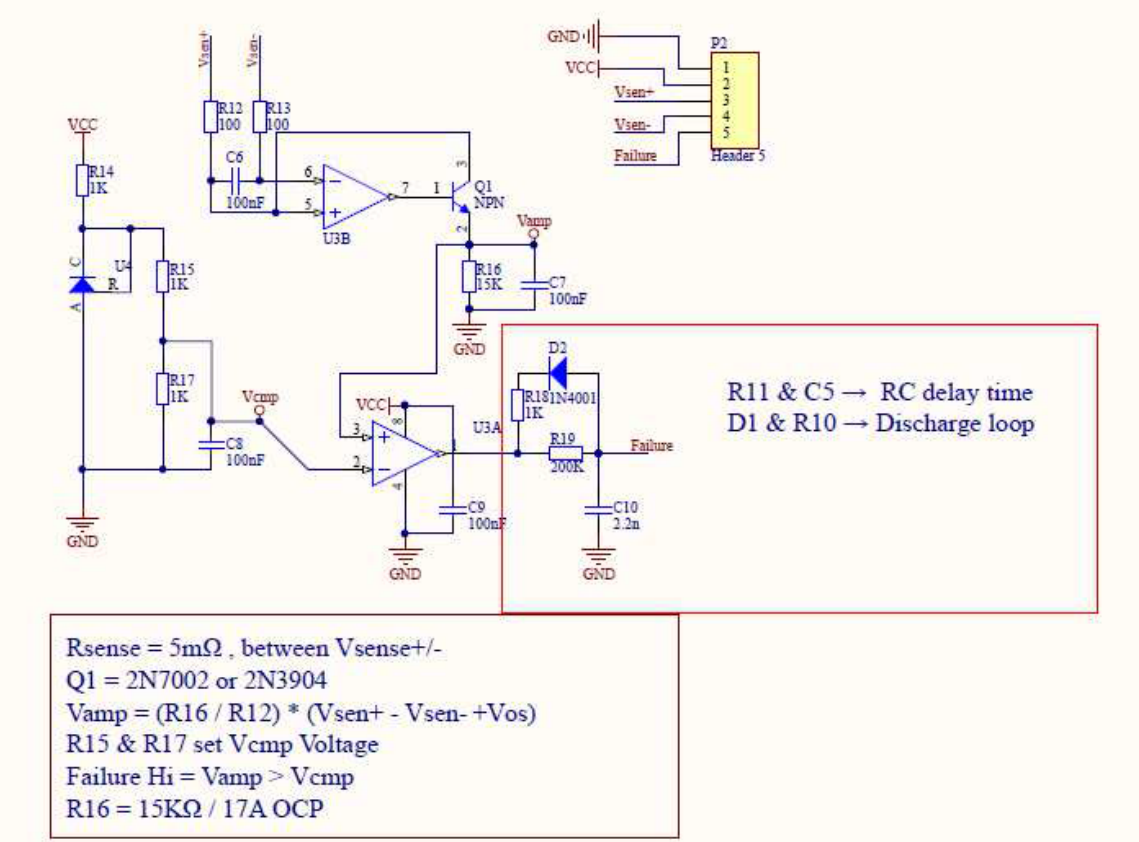 Vsen+
Vsen-
GND
VCC
Vsen+
Vsen-
Failure
P2
1
2
3
4
5
Header 5
R12
100
R13
100
VCC
R14
1K
C6
100nF
6
5
7
U3B
1
3
2
Q1
NPN
Vamp
C
U4
R
A
R15
1K
R16
15K
C7
100nF
GND
R17
1K
Vcmp
C8
100nF
GND
VCC
8
3
2
1
4
U3A
C9
100nF
GND
D2
1N4001
R18
1K
R19
200K
Failure
C10
2.2n
GND
R11 & C5 → RC delay time
D1 & R10 → Discharge loop
Rsense = 5mΩ , between Vsense+/-
Q1 = 2N7002 or 2N3904
Vamp = (R16 / R12) * (Vsen+ - Vsen- +Vos)
R15 & R17 set Vcmp Voltage
Failure Hi = Vamp > Vcmp
R16 = 15KΩ / 17A OCP